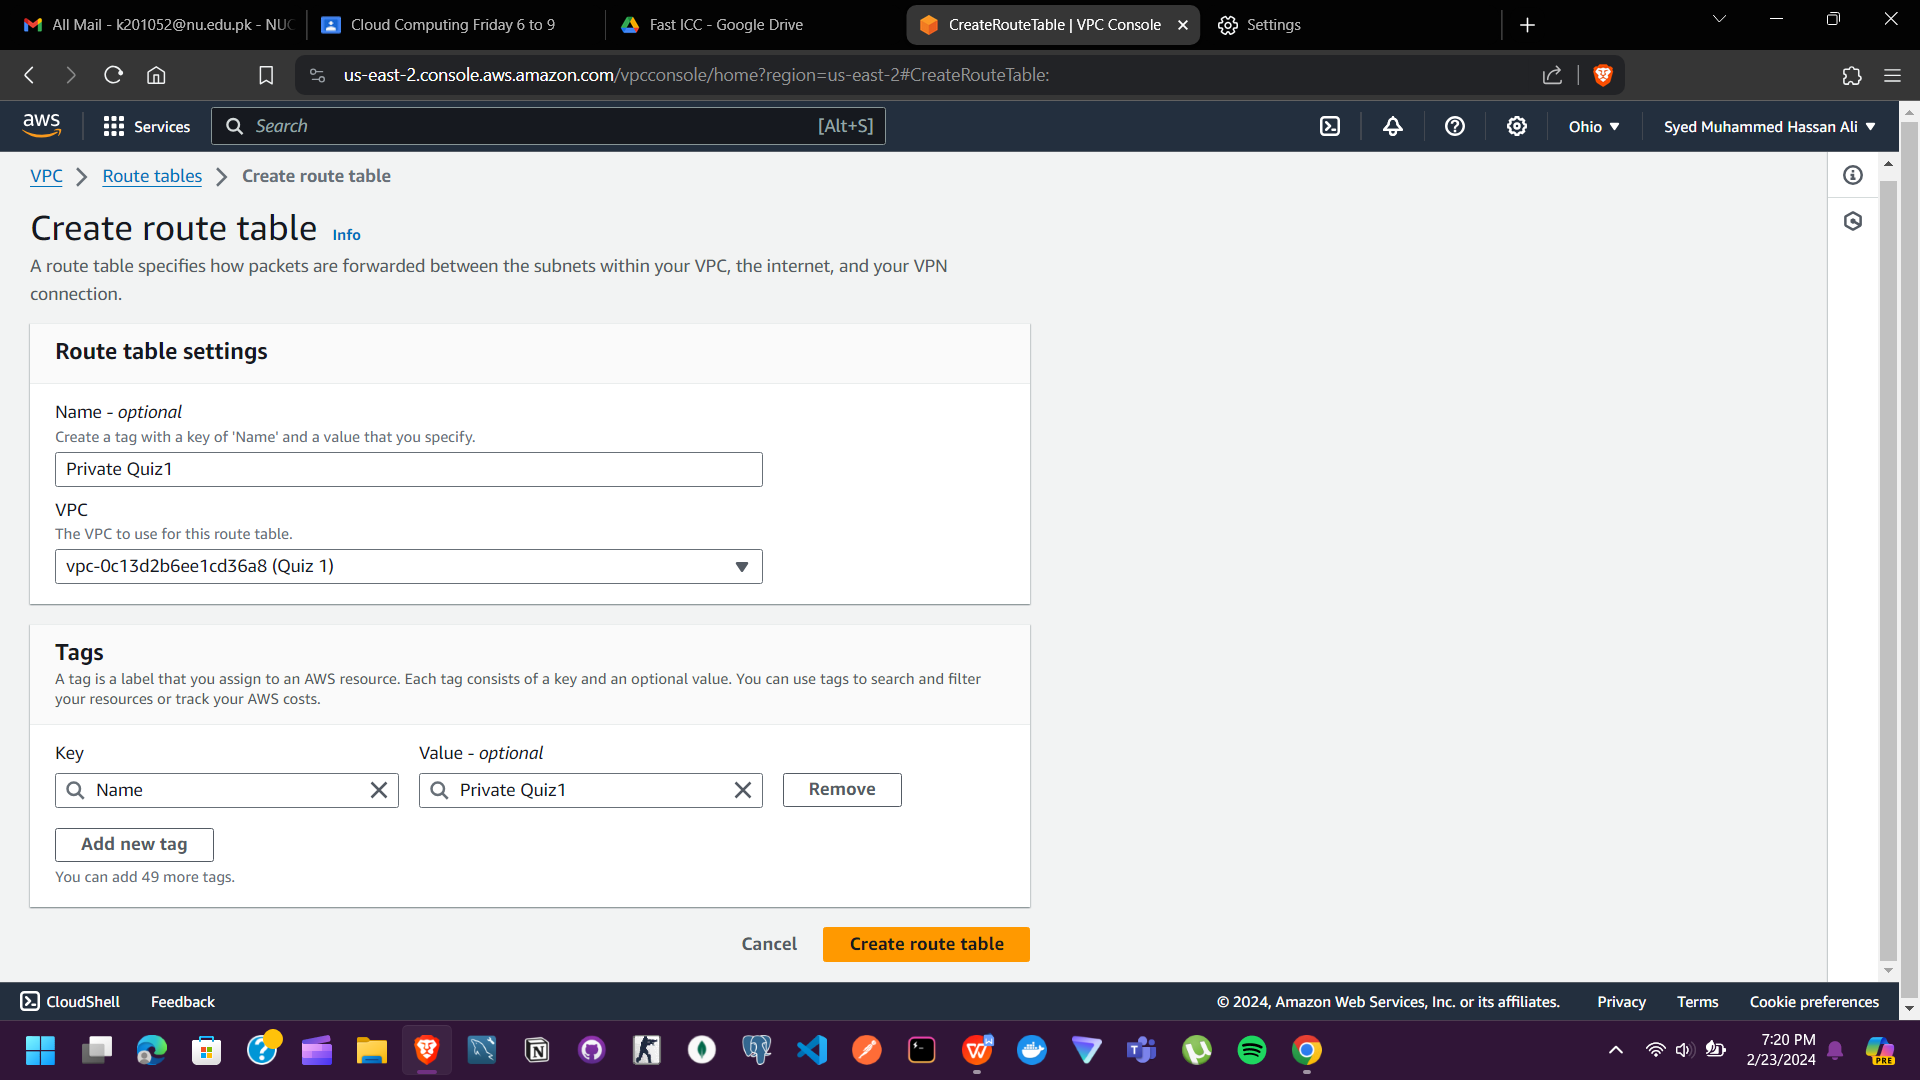 All Mail - k201052@nu.edu.pk - NUC
Cloud Computing Friday 6 to 9
Fast ICC - Google Drive
CreateRouteTable | VPC Console
Settings
us-east-2.console.aws.amazon.com/vpcconsole/home?region=us-east-2#CreateRouteTable:
aws
Services
Search
[Alt+S]
Ohio
Syed Muhammed Hassan Ali
VPC
Route tables
Create route table
Create route table
Info
A route table specifies how packets are forwarded between the subnets within your VPC, the internet, and your VPN
connection.
Route table settings
Name - optional
Create a tag with a key of 'Name' and a value that you specify.
Private Quiz1
VPC
The VPC to use for this route table.
vpc-0c13d2b6ee1cd36a8 (Quiz 1)
Tags
A tag is a label that you assign to an AWS resource. Each tag consists of a key and an optional value. You can use tags to search and filter
your resources or track your AWS costs.
Key
Value - optional
Name
Private Quiz1
Remove
Add new tag
You can add 49 more tags.
Cancel
Create route table
CloudShell
Feedback
© 2024, Amazon Web Services, Inc. or its affiliates.
Privacy
Terms
Cookie preferences
7:20 PM
2/23/2024
PRE